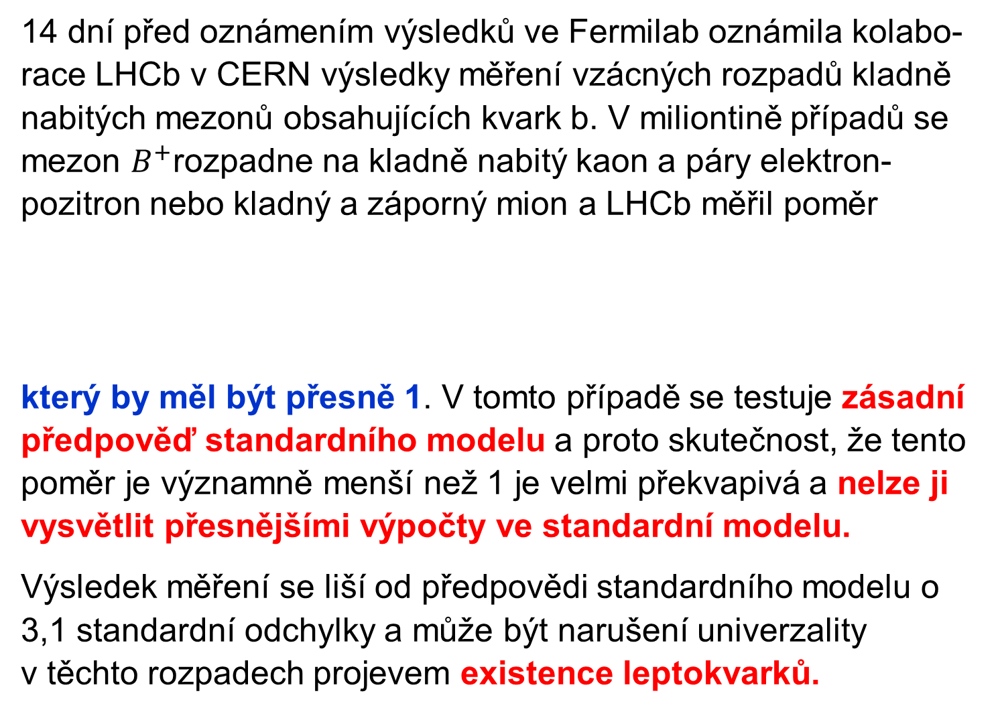 14 dní před oznámením výsledků ve Fermilab oznámila kolabo-
race LHCb v CERN výsledky měření vzácných rozpadů kladně
nabitých mezonů obsahujících kvark b. V miliontině případů se
mezon B⁺rozpadne na kladně nabitý kaon a páry elektron-
pozitron nebo kladný a záporný mion a LHCb měřil poměr
který by měl být přesně 1. V tomto případě se testuje zásadní
předpověď standardního modelu a proto skutečnost, že tento
poměr je významně menší než 1 je velmi překvapivá a nelze ji
vysvětlit přesnějšími výpočty ve standardní modelu.
Výsledek měření se liší od předpovědi standardního modelu o
3,1 standardní odchylky a může být narušení univerzality
v těchto rozpadech projevem existence leptokvarků.